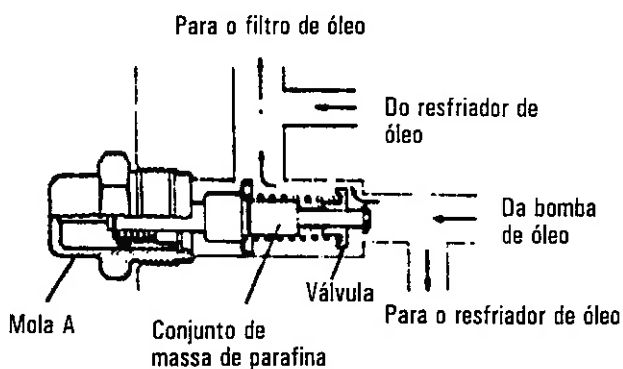 Para o filtro de óleo
Do resfriador de
óleo
Da bomba
de óleo
Válvula
Para o resfriador de óleo
Mola A
Conjunto de
massa de parafina